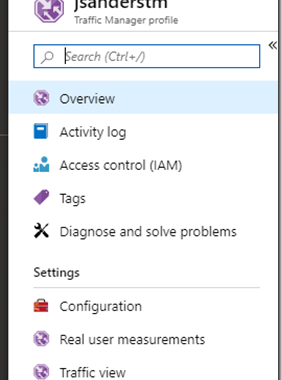 jsanderstm
Traffic Manager profile
«
Search (Ctrl+/)
Overview
Activity log
Access control (IAM)
Tags
Diagnose and solve problems
Settings
Configuration
Real user measurements
Traffic view